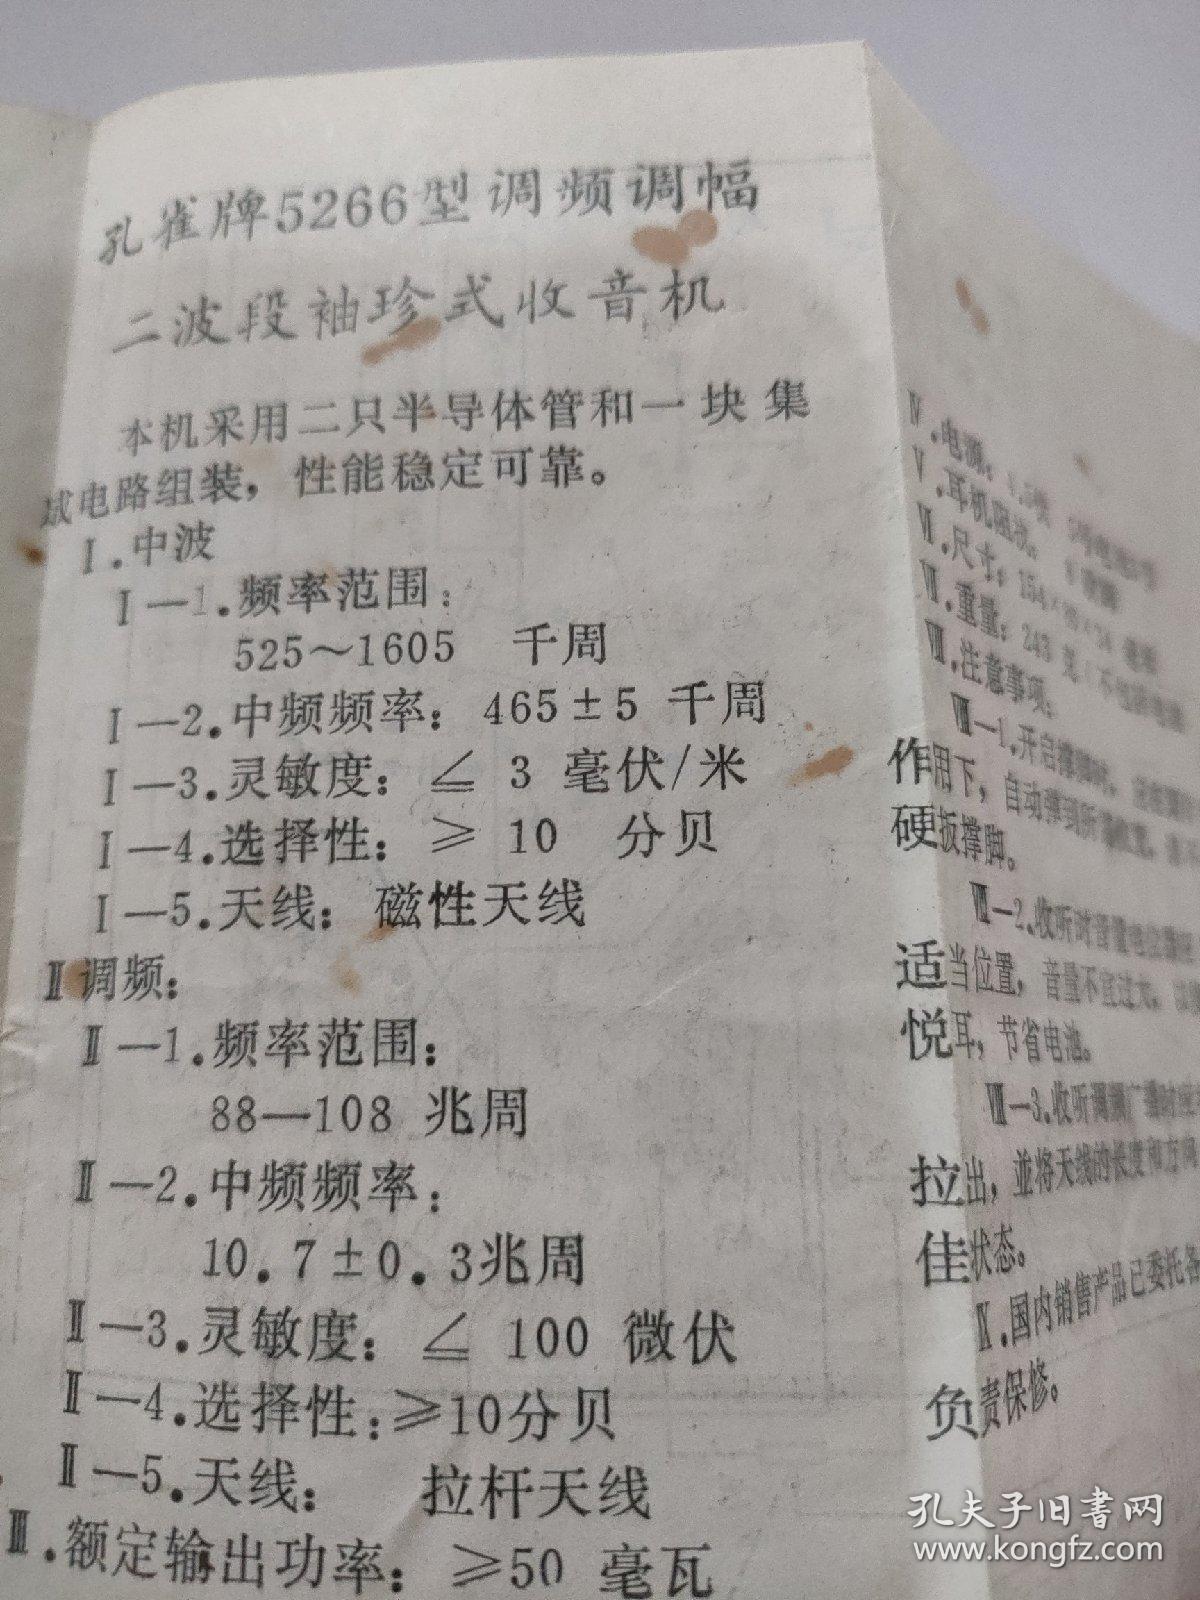 孔雀牌5266型调频调幅
二波段袖珍式收音机
本机采用二只半导体管和一块集
成电路组装，性能稳定可靠。
Ⅰ.中波
Ⅰ—1.频率范围：
525～1605 千周
Ⅰ—2.中频频率：465±5 千周
Ⅰ—3.灵敏度：≤ 3 毫伏/米
Ⅰ—4.选择性：≥ 10 分贝
Ⅰ—5.天线：磁性天线
Ⅱ调频：
Ⅱ—1.频率范围：
88—108 兆周
Ⅱ—2.中频频率：
10.7±0.3兆周
Ⅱ—3.灵敏度：≤ 100 微伏
Ⅱ—4.选择性：≥10分贝
Ⅱ—5.天线： 拉杆天线
Ⅲ.额定输出功率：≥50 毫瓦
Ⅳ.电源：
Ⅴ.耳机阻抗。
Ⅵ.尺寸：154×
Ⅶ.重量：243 克
Ⅷ.注意事项：
Ⅷ—1.开启撑脚时，
作用下，自动弹到所
硬扳撑脚。
Ⅷ—2.收听时音量
适当位置，音量不宜过大。
悦耳，节省电池。
Ⅷ—3.收听调频广播时
拉出，並将天线的长度和方向
佳状态。
Ⅸ.国内销售产品已委托各
负责保修。
孔夫子旧书网
www.kongfz.com